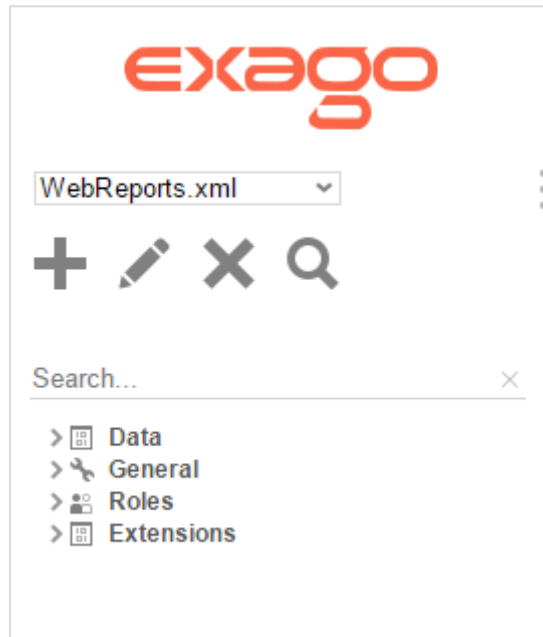 exago
WebReports.xml
Search...
Data
General
Roles
Extensions